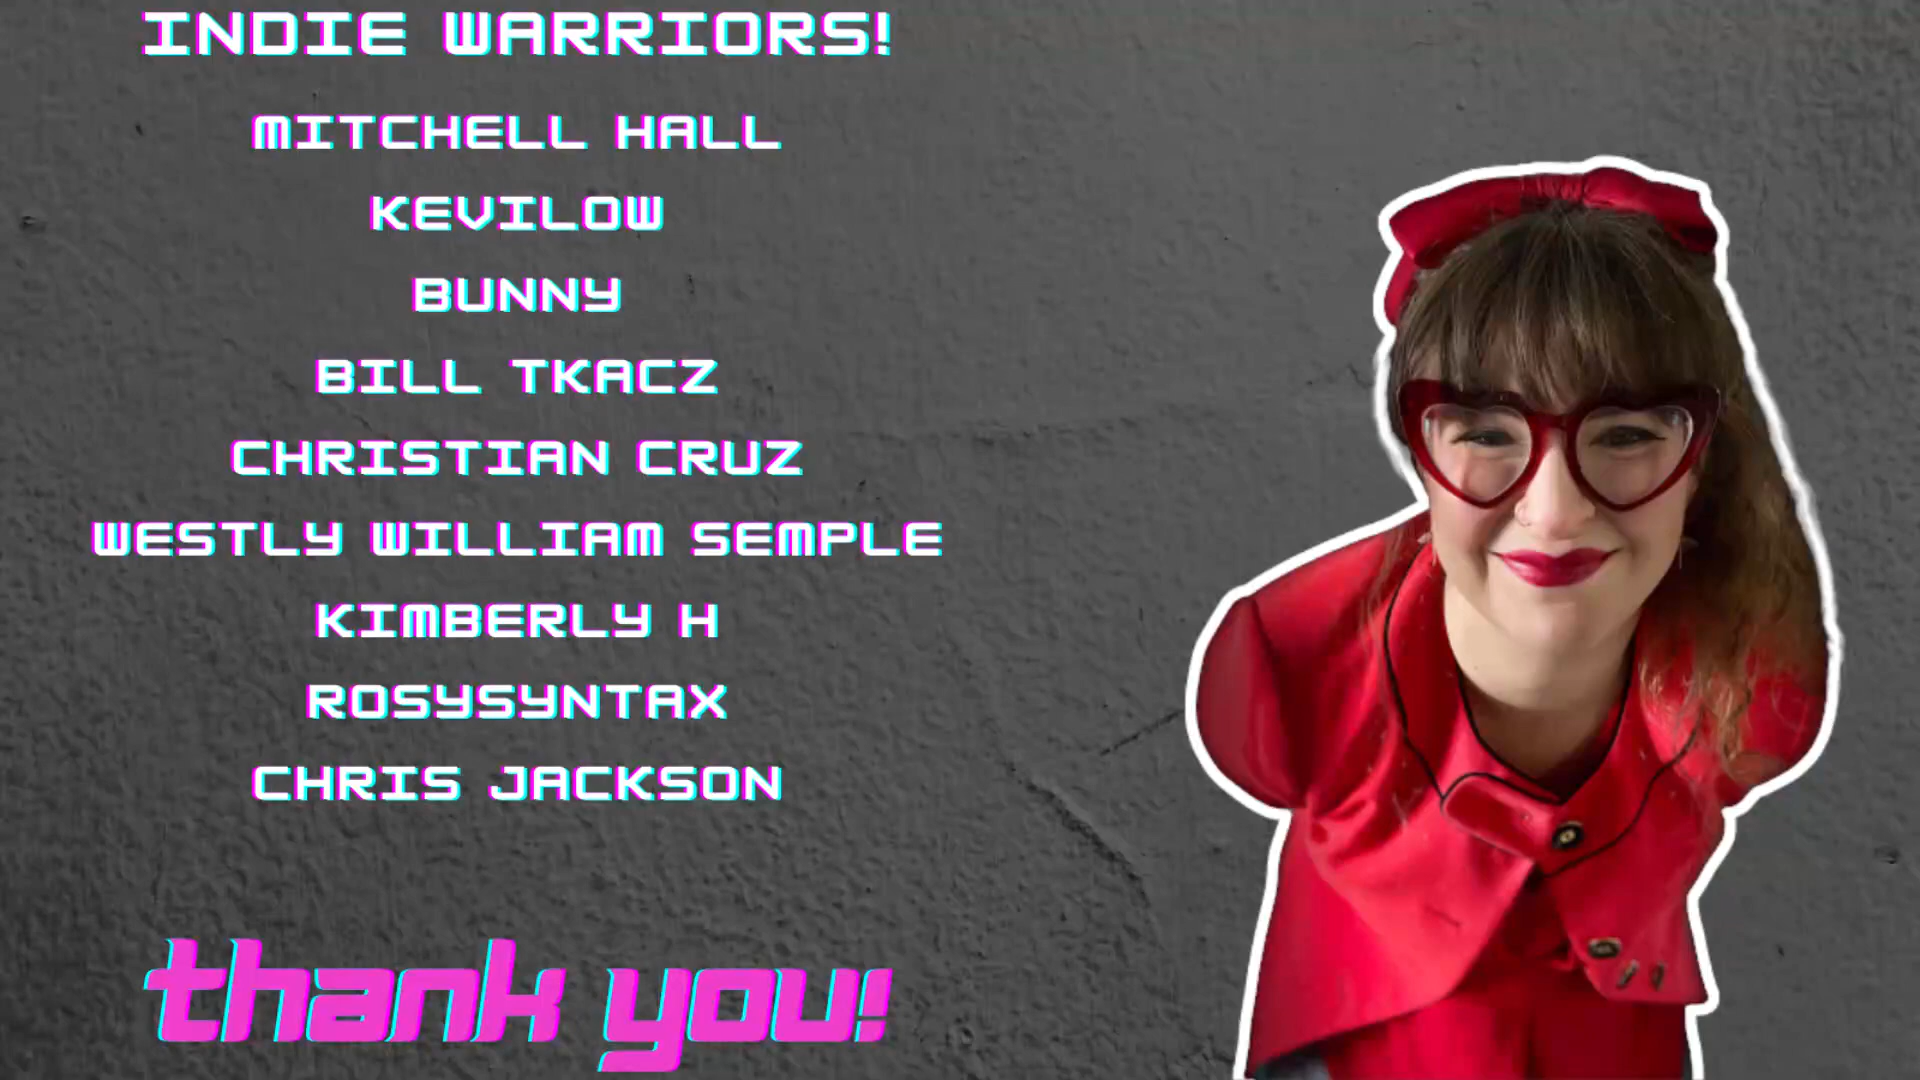 INDIE WARRIORS!
MITCHELL HALL
KEVILOW
BUNNY
BILL TKACZ
CHRISTIAN CRUZ
WESTLY WILLIAM SEMPLE
KIMBERLY H
ROSYSYNTAX
CHRIS JACKSON
thank you!